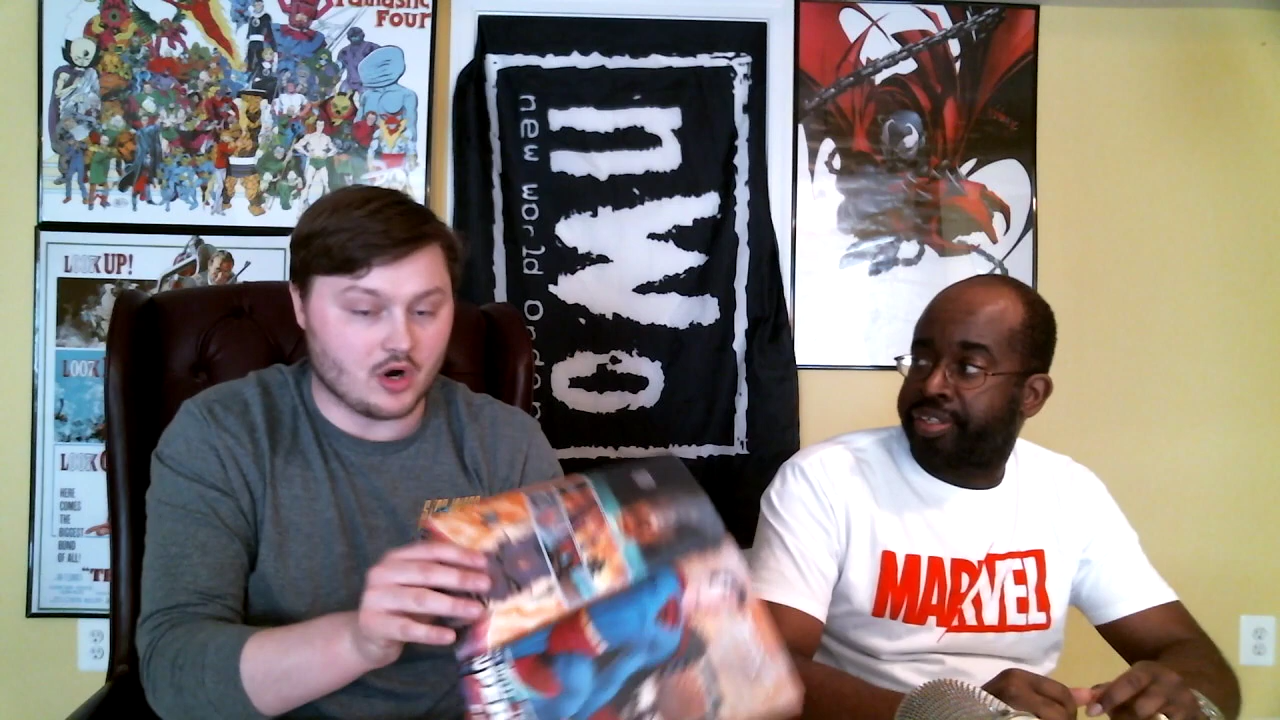 Fantastic
Four
LOOK UP!
LOOK
LOOK
HERE
COMES
THE
BIGGEST
BOND
OF ALL!
nWo
new world order
MARVEL